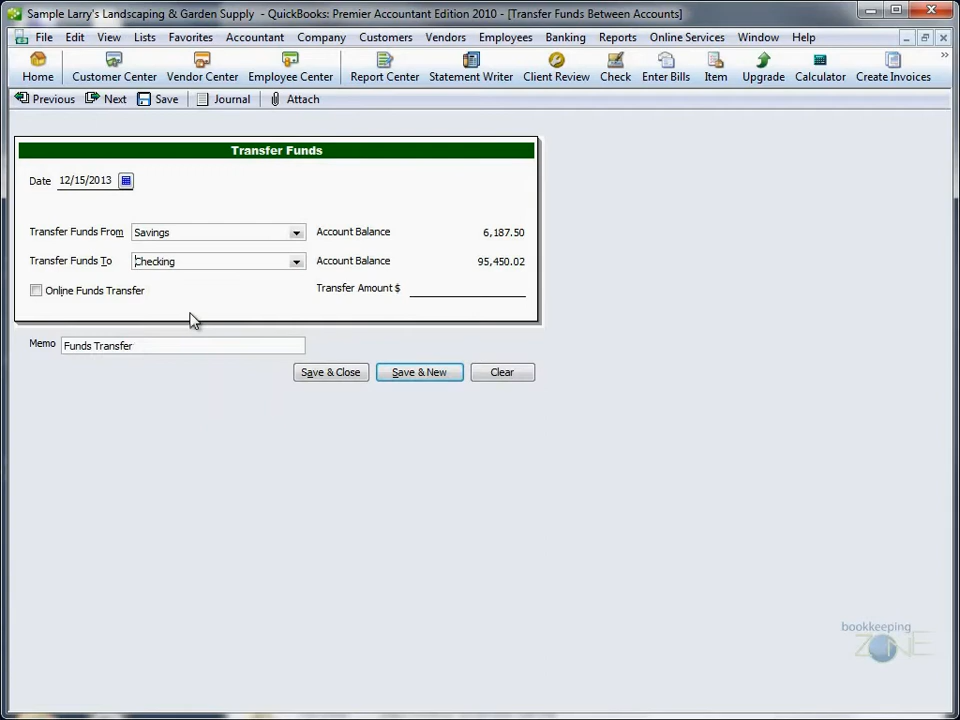 Sample Larry's Landscaping & Garden Supply - QuickBooks: Premier Accountant Edition 2010 - [Transfer Funds Between Accounts]
File Edit View Lists Favorites Accountant Company Customers Vendors Employees Banking Reports Online Services Window Help
Home Customer Center Vendor Center Employee Center Report Center Statement Writer Client Review Check Enter Bills Item Upgrade Calculator Create Invoices
Previous Next Save Journal Attach
Transfer Funds
Date 12/15/2013
Transfer Funds From Savings Account Balance 6,187.50
Transfer Funds To Checking Account Balance 95,450.02
Online Funds Transfer Transfer Amount $
Memo Funds Transfer
Save & Close Save & New Clear
bookkeeping
ZONE